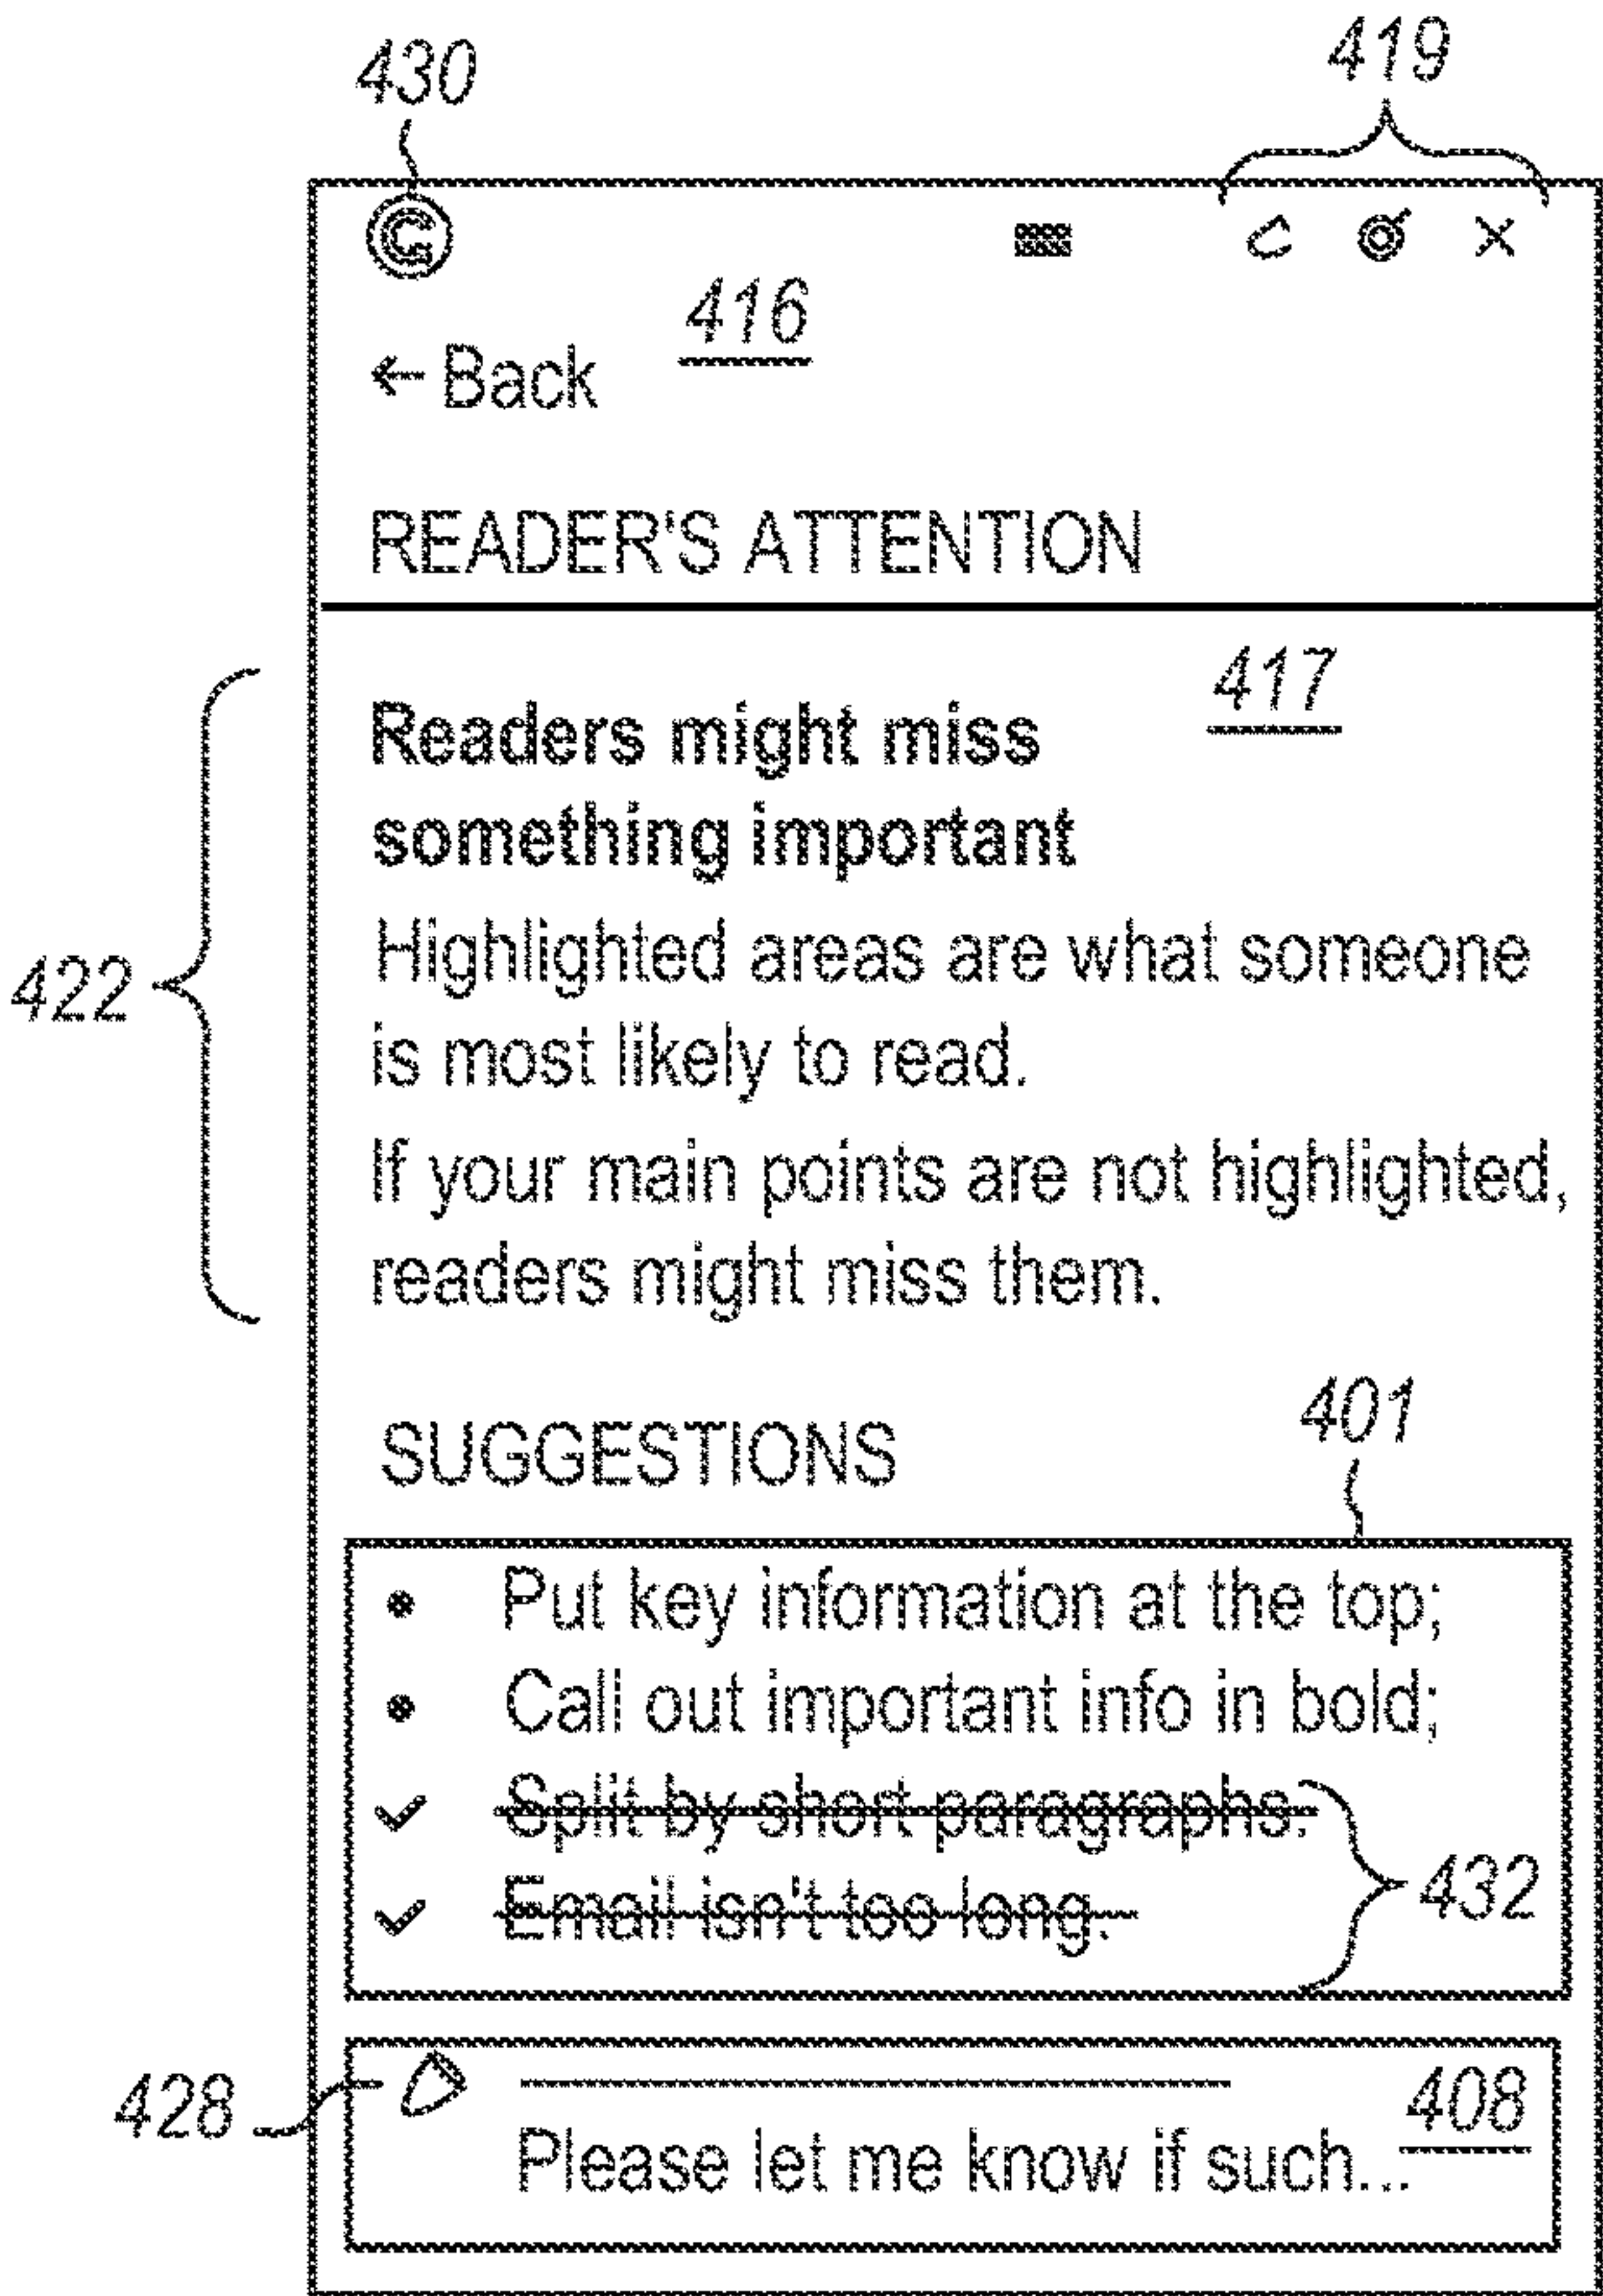 430
419
G
416
← Back
READER'S ATTENTION
417
Readers might miss
something important
Highlighted areas are what someone
is most likely to read.
422
If your main points are not highlighted,
readers might miss them.
401
SUGGESTIONS
• Put key information at the top;
• Call out important info in bold;
✓ Split by short paragraphs.
✓ Email isn't too long.
432
428
408
Please let me know if such...